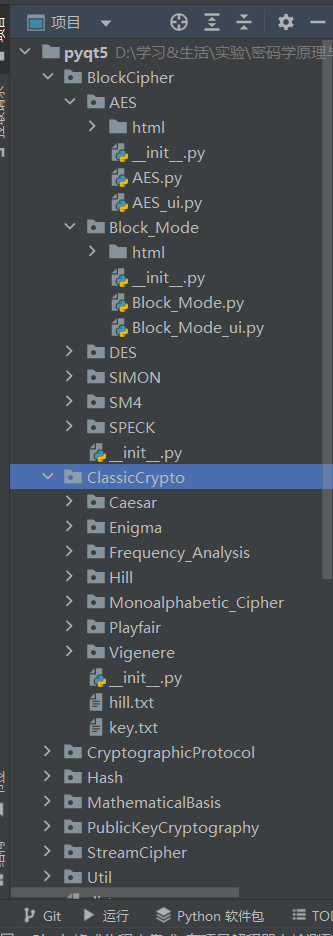 项目
pyqt5 D:\学习&生活\实验\密码学原理与
BlockCipher
AES
html
__init__.py
AES.py
AES_ui.py
Block_Mode
html
__init__.py
Block_Mode.py
Block_Mode_ui.py
DES
SIMON
SM4
SPECK
__init__.py
ClassicCrypto
Caesar
Enigma
Frequency_Analysis
Hill
Monoalphabetic_Cipher
Playfair
Vigenere
__init__.py
hill.txt
key.txt
CryptographicProtocol
Hash
MathematicalBasis
PublicKeyCryptography
StreamCipher
Util
Git 运行 Python 软件包 TOD